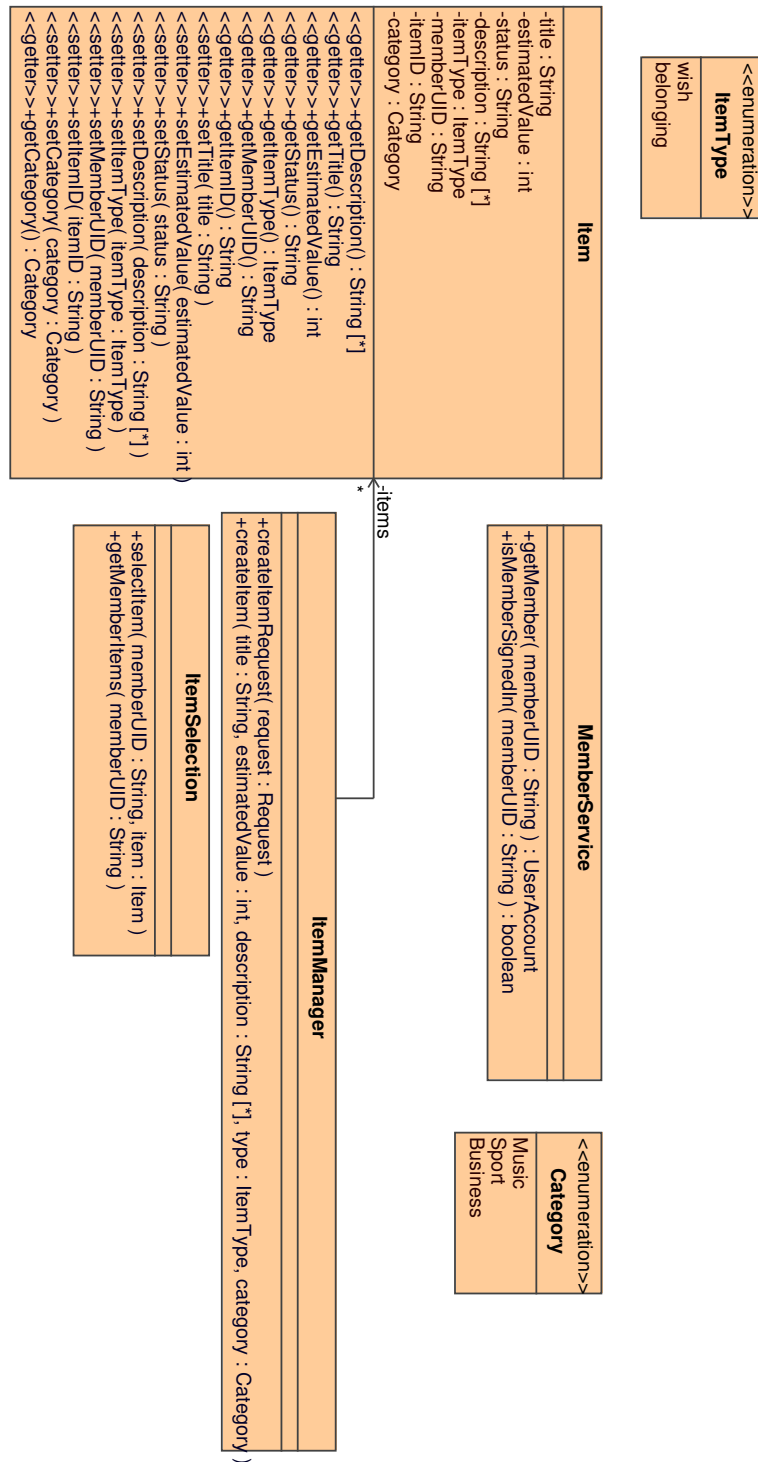 <<enumeration>>
ItemType
wish
belonging
Item
-title : String
-estimatedValue : int
-status : String
-description : String [*]
-itemType : ItemType
-memberUID : String
-itemID : String
-category : Category
<<getter>>+getDescription() : String [*]
<<getter>>+getTitle() : String
<<getter>>+getEstimatedValue() : int
<<getter>>+getStatus() : String
<<getter>>+getItemType() : ItemType
<<getter>>+getMemberUID() : String
<<getter>>+getItemID() : String
<<setter>>+setTitle( title : String )
<<setter>>+setEstimatedValue( estimatedValue : int )
<<setter>>+setStatus( status : String )
<<setter>>+setDescription( description : String [*] )
<<setter>>+setItemType( itemType : ItemType )
<<setter>>+setMemberUID( memberUID : String )
<<setter>>+setItemID( itemID : String )
<<setter>>+setCategory( category : Category )
<<getter>>+getCategory() : Category
-items
*
MemberService
+getMember( memberUID : String ) : UserAccount
+isMemberSignedIn( memberUID : String ) : boolean
ItemManager
+createItemRequest( request : Request )
+createItem( title : String, estimatedValue : int, description : String [*], type : ItemType, category : Category )
ItemSelection
+selectItem( memberUID : String, item : Item )
+getMemberItems( memberUID : String )
<<enumeration>>
Category
Music
Sport
Business